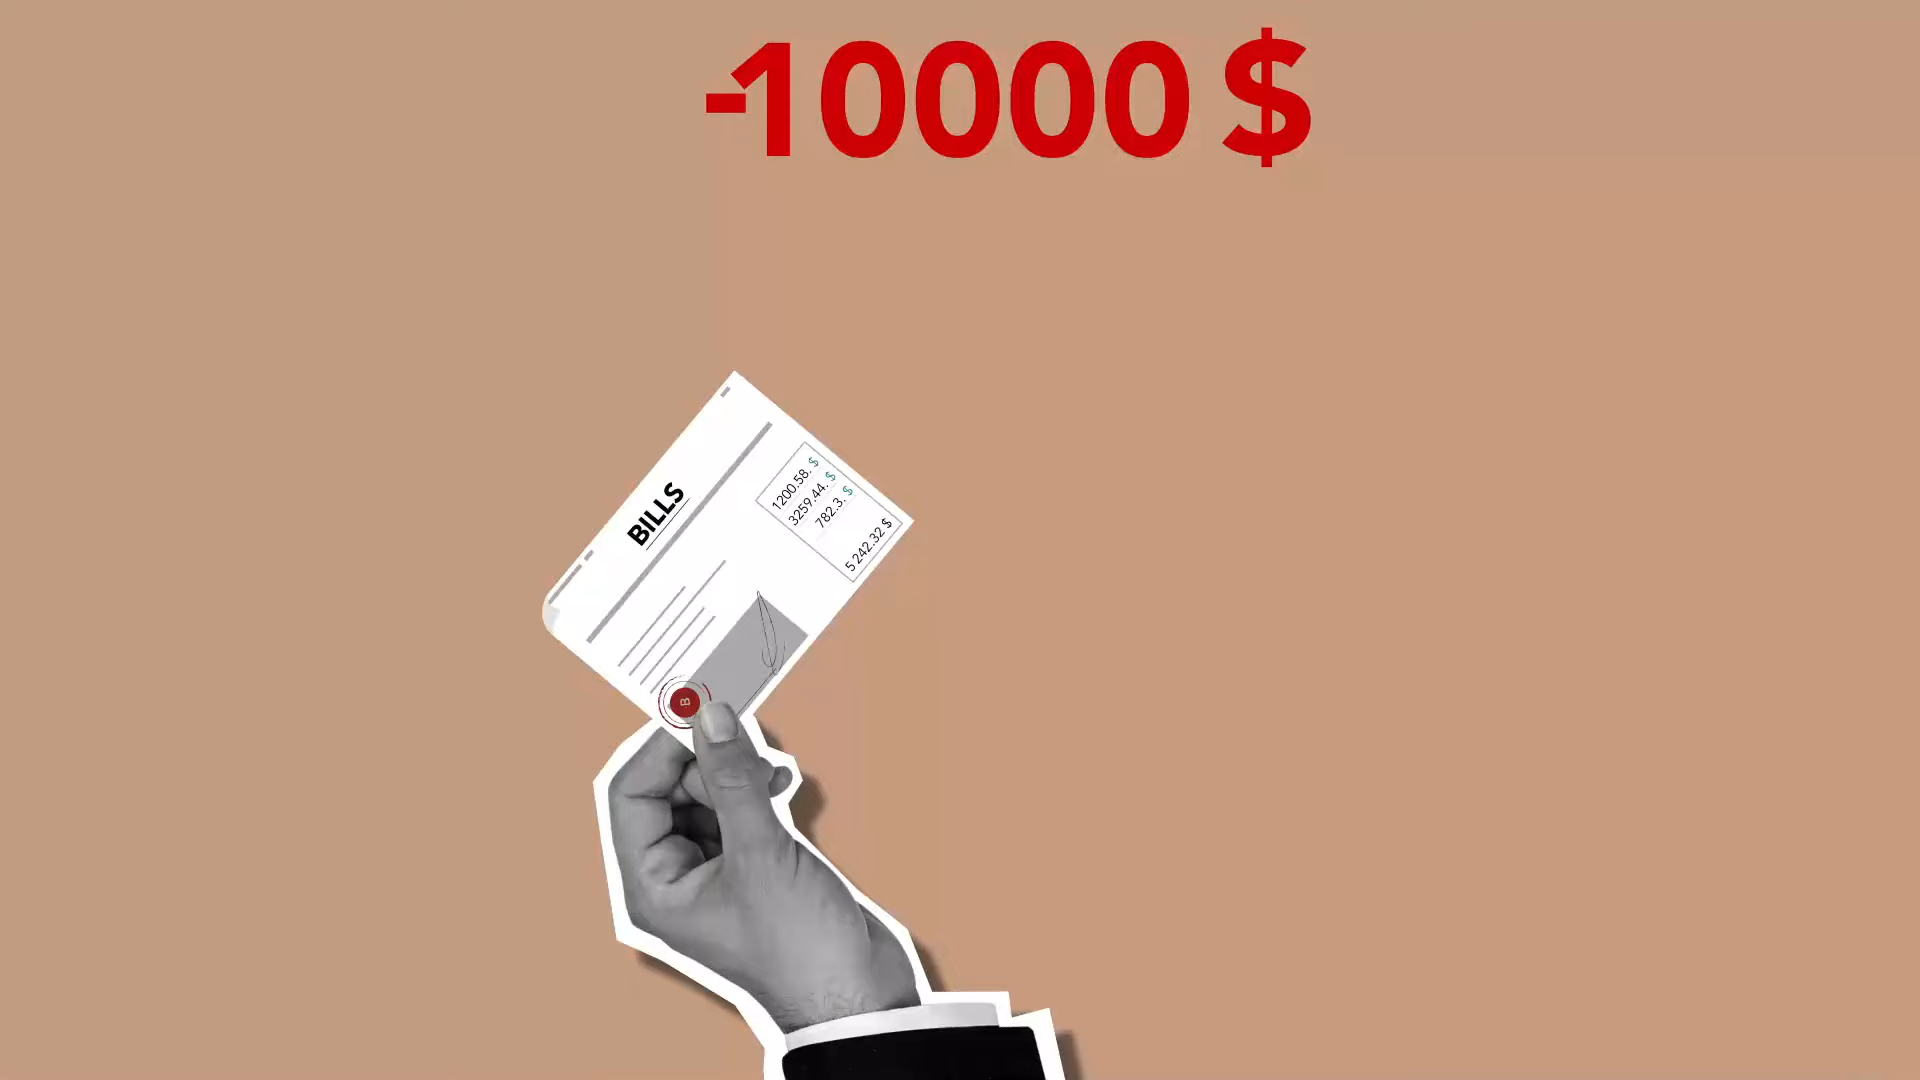 -10000 $
BILLS
1200.58. $
3259.44. $
782.3. $
5 242.32 $
B